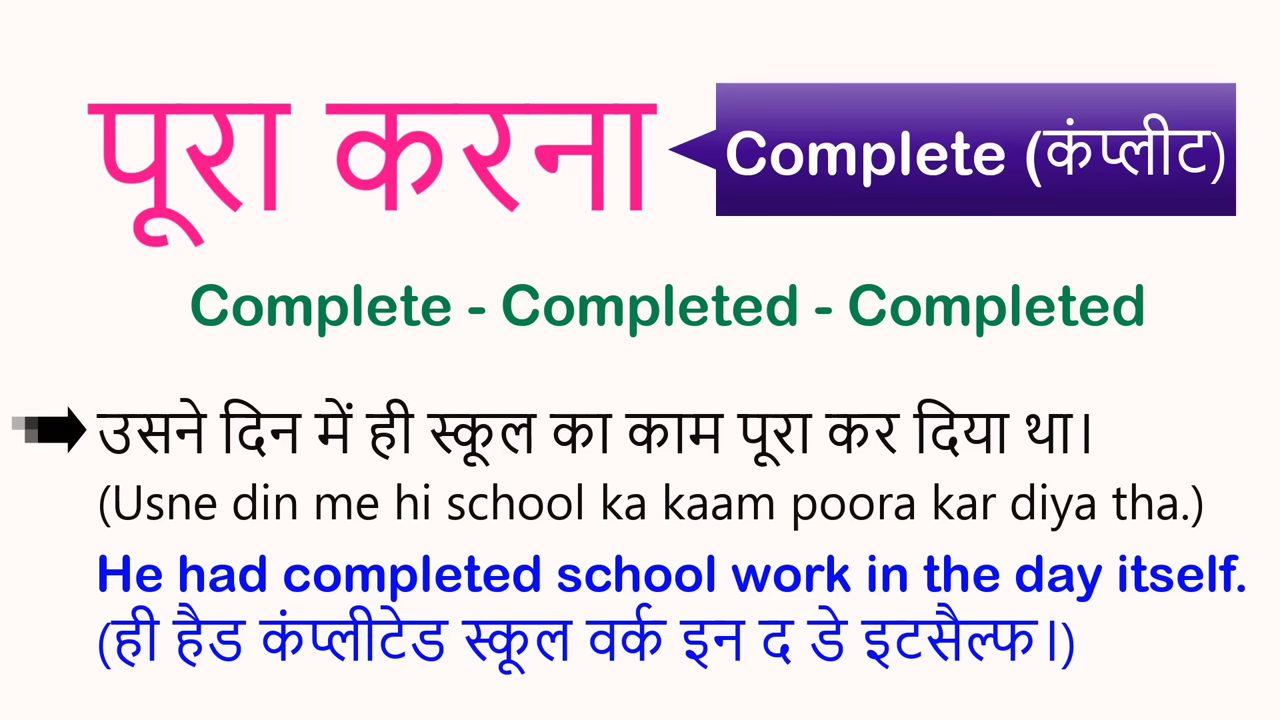 पूरा करना
Complete (कंप्लीट)
Complete - Completed - Completed
उसने दिन में ही स्कूल का काम पूरा कर दिया था।
(Usne din me hi school ka kaam poora kar diya tha.)
He had completed school work in the day itself.
(ही हैड कंप्लीटेड स्कूल वर्क इन द डे इटसैल्फ।)